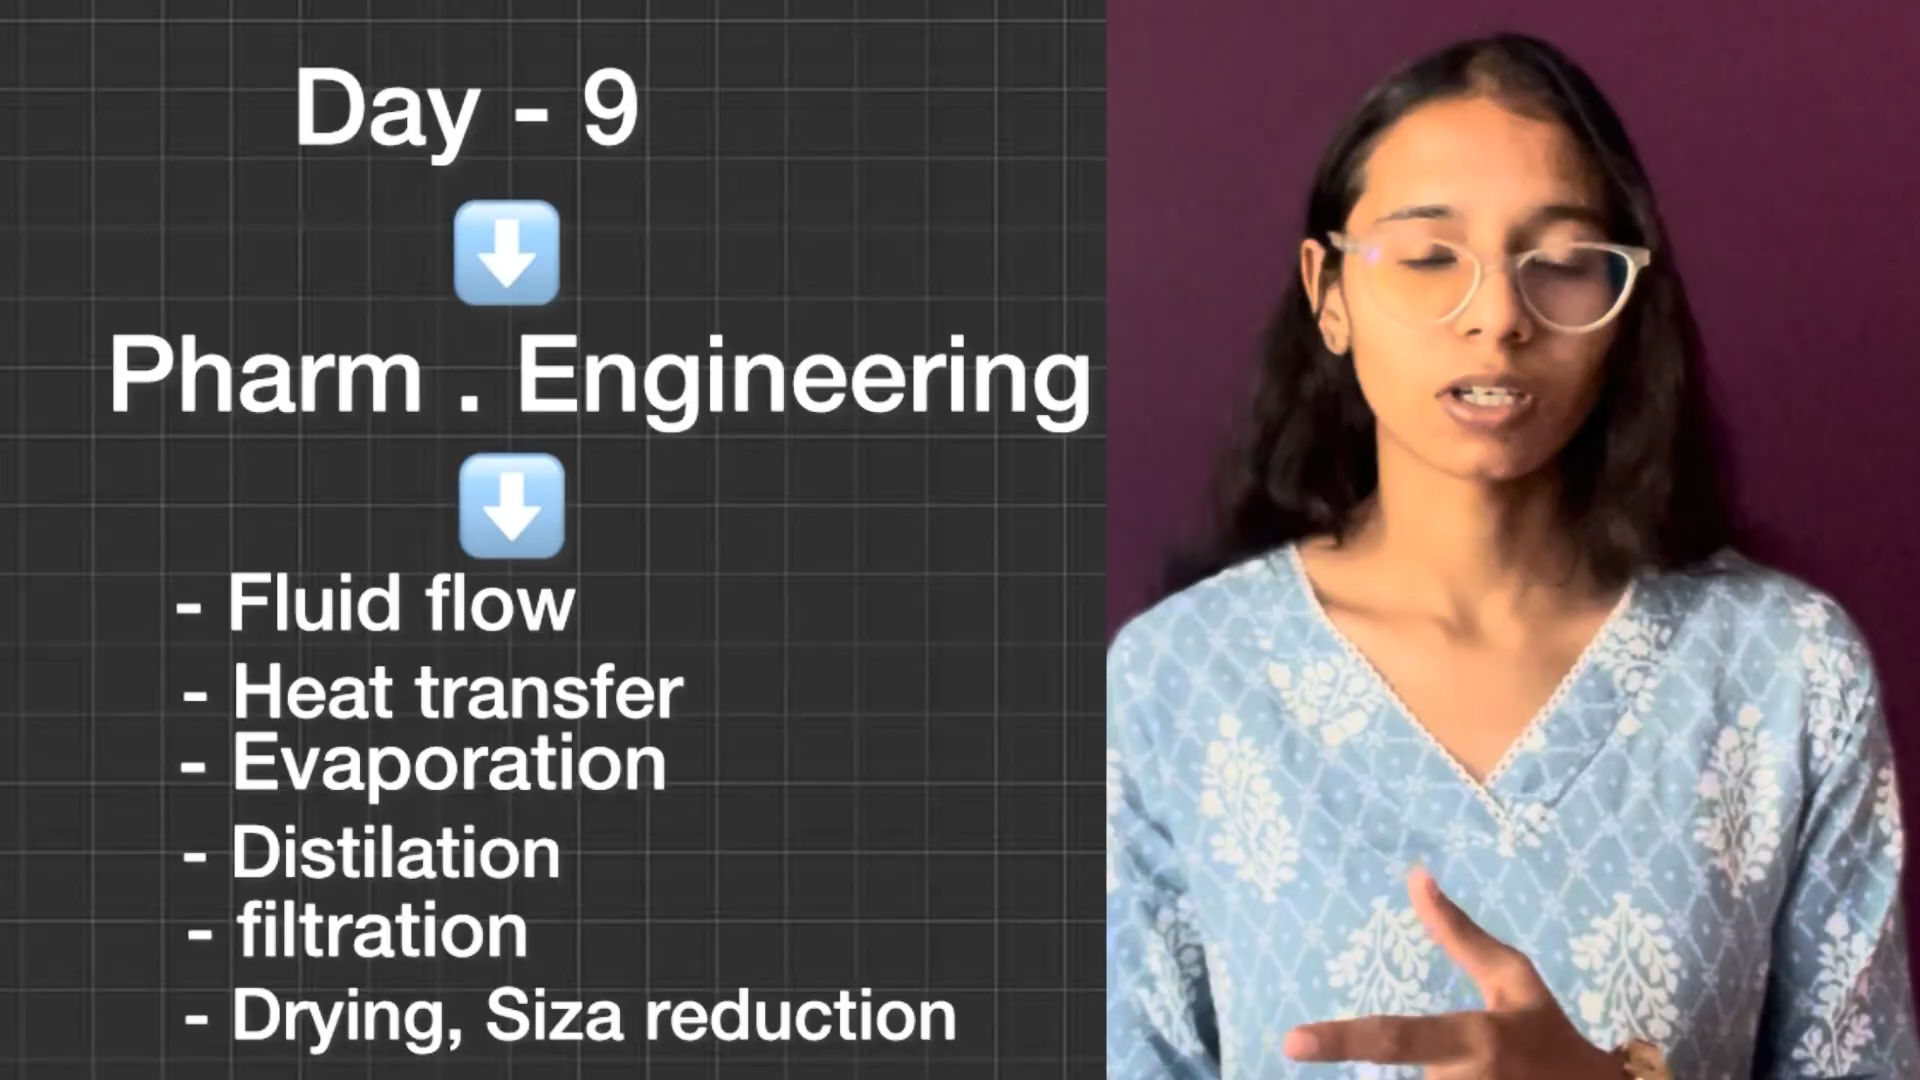 Day - 9
Pharm . Engineering
- Fluid flow
- Heat transfer
- Evaporation
- Distilation
- filtration
- Drying, Siza reduction